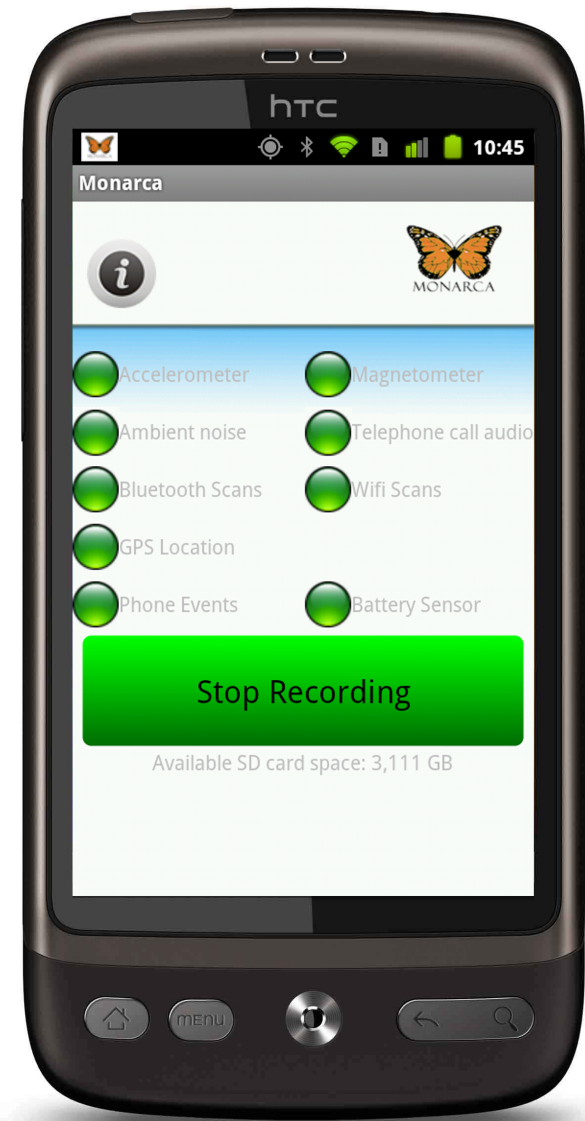 hTC
10:45
Monarca
i
MONARCA
Accelerometer Magnetometer
Ambient noise Telephone call audio
Bluetooth Scans Wifi Scans
GPS Location
Phone Events Battery Sensor
Stop Recording
Available SD card space: 3,111 GB
mEnU